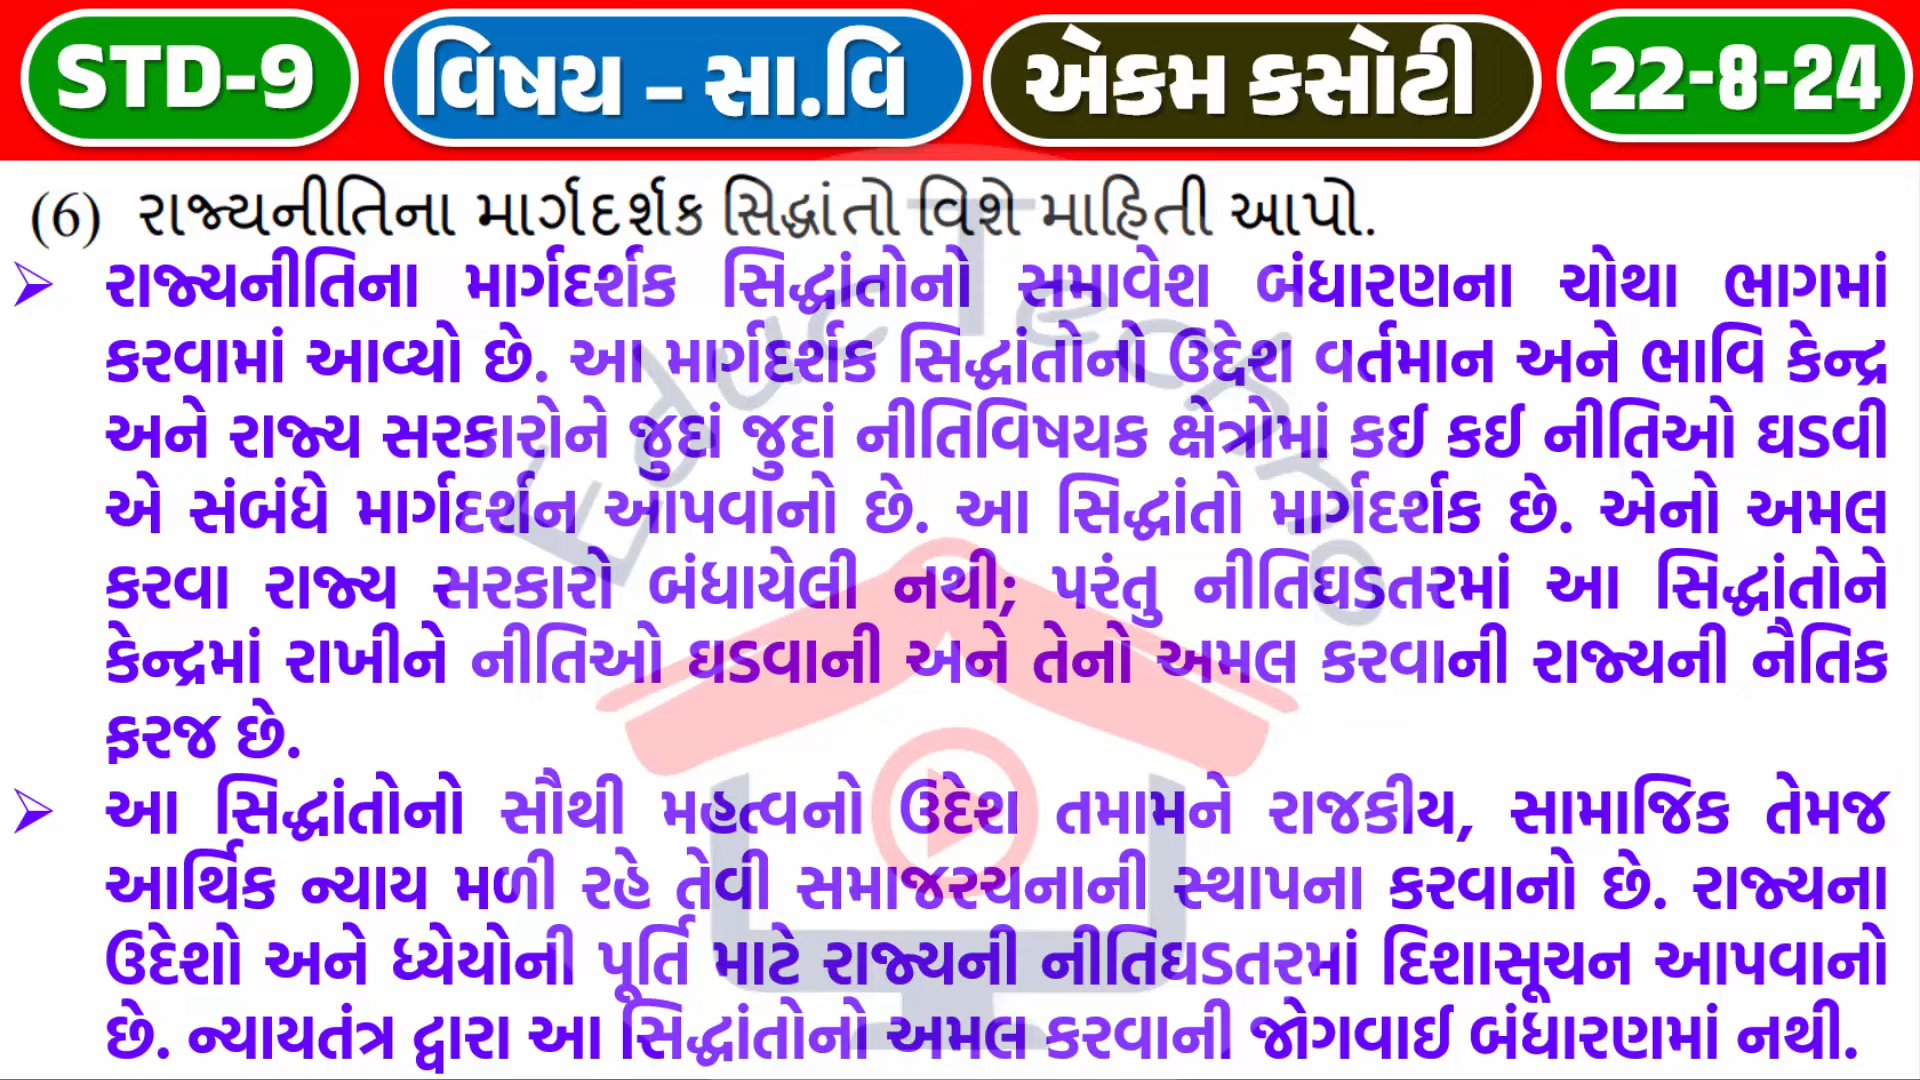 STD-9 વિષય – સા.વિ એકમ કસોટી 22-8-24
(6) રાજ્યનીતિના માર્ગદર્શક સિદ્ધાંતો વિશે માહિતી આપો.
➢ રાજ્યનીતિના માર્ગદર્શક સિદ્ધાંતોનો સમાવેશ બંધારણના ચોથા ભાગમાં
કરવામાં આવ્યો છે. આ માર્ગદર્શક સિદ્ધાંતોનો ઉદ્દેશ વર્તમાન અને ભાવિ કેન્દ્ર
અને રાજ્ય સરકારોને જુદાં જુદાં નીતિવિષયક ક્ષેત્રોમાં કઈ કઈ નીતિઓ ઘડવી
એ સંબંધે માર્ગદર્શન આપવાનો છે. આ સિદ્ધાંતો માર્ગદર્શક છે. એનો અમલ
કરવા રાજ્ય સરકારો બંધાયેલી નથી; પરંતુ નીતિઘડતરમાં આ સિદ્ધાંતોને
કેન્દ્રમાં રાખીને નીતિઓ ઘડવાની અને તેનો અમલ કરવાની રાજ્યની નૈતિક
ફરજ છે.
➢ આ સિદ્ધાંતોનો સૌથી મહત્વનો ઉદેશ તમામને રાજકીય, સામાજિક તેમજ
આર્થિક ન્યાય મળી રહે તેવી સમાજરચનાની સ્થાપના કરવાનો છે. રાજ્યના
ઉદેશો અને ધ્યેયોની પૂર્તિ માટે રાજ્યની નીતિઘડતરમાં દિશાસૂચન આપવાનો
છે. ન્યાયતંત્ર દ્વારા આ સિદ્ધાંતોનો અમલ કરવાની જોગવાઈ બંધારણમાં નથી.
Educ Techno